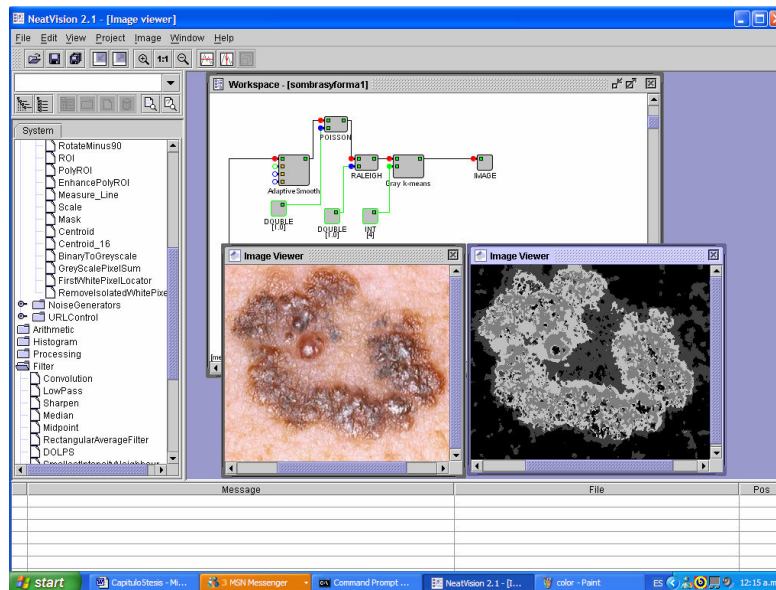 NeatVision 2.1 - [Image viewer]
File Edit View Project Image Window Help
1:1
Workspace - [sombrasyforma1]
System
RotateMinus90
ROI
PolyROI
EnhancePolyROI
Measure_Line
Scale
Mask
Centroid
Centroid_16
BinaryToGreyscale
GreyScalePixelSum
FirstWhitePixelLocator
RemoveIsolatedWhitePixe
NoiseGenerators
URLControl
Arithmetic
Histogram
Processing
Filter
Convolution
LowPass
Sharpen
Median
Midpoint
RectangularAverageFilter
DOLPS
POISSON
AdaptiveSmooth
RALEIGH
Gray k-means
IMAGE
DOUBLE
[1.0]
DOUBLE
[1.0]
INT
[4]
Image Viewer
Image Viewer
Message File Pos
start
Capitulo5tesis - Mi...
MSN Messenger
Command Prompt ...
NeatVision 2.1 - [I...
color - Paint
ES
12:15 a.m